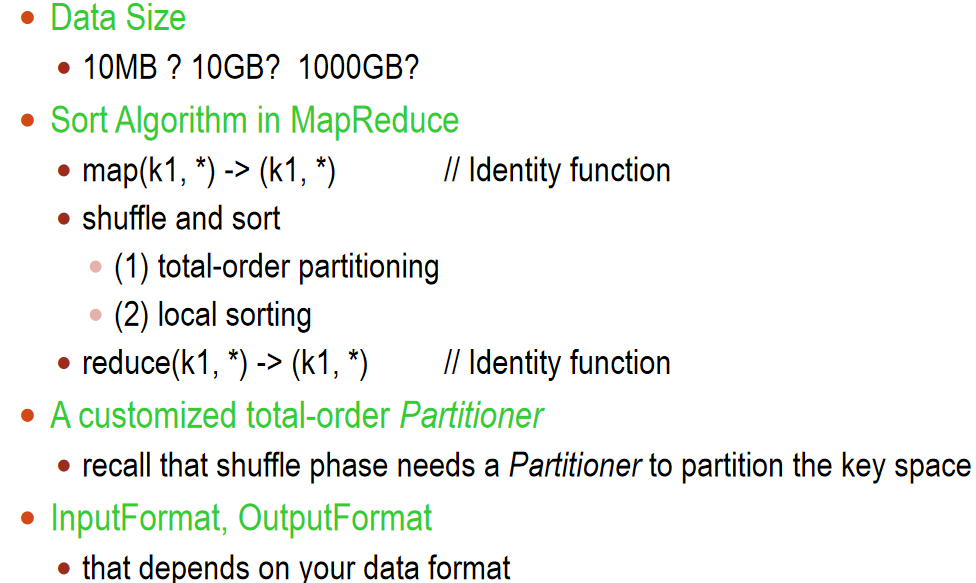 Data Size
10MB ? 10GB? 1000GB?
Sort Algorithm in MapReduce
map(k1, *) -> (k1, *) // Identity function
shuffle and sort
(1) total-order partitioning
(2) local sorting
reduce(k1, *) -> (k1, *) // Identity function
A customized total-order Partitioner
recall that shuffle phase needs a Partitioner to partition the key space
InputFormat, OutputFormat
that depends on your data format